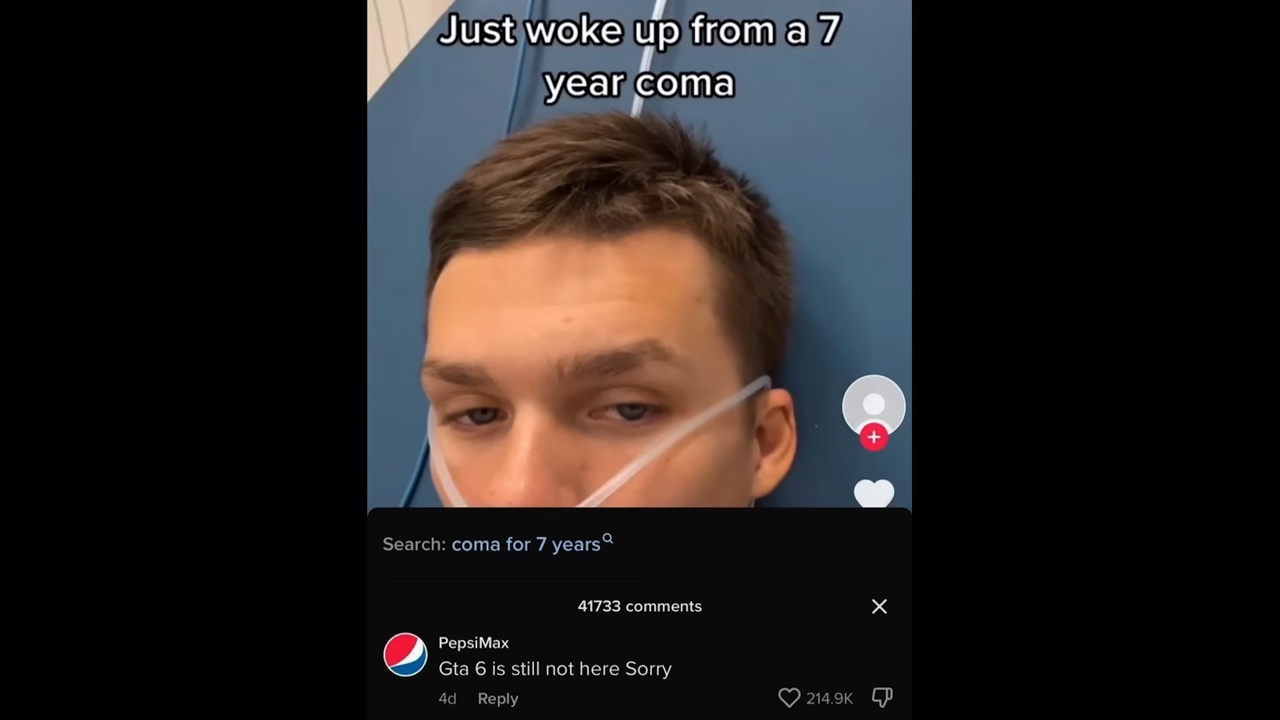 Just woke up from a 7
year coma
Search: coma for 7 years
41733 comments
PepsiMax
Gta 6 is still not here Sorry
4d Reply 214.9K